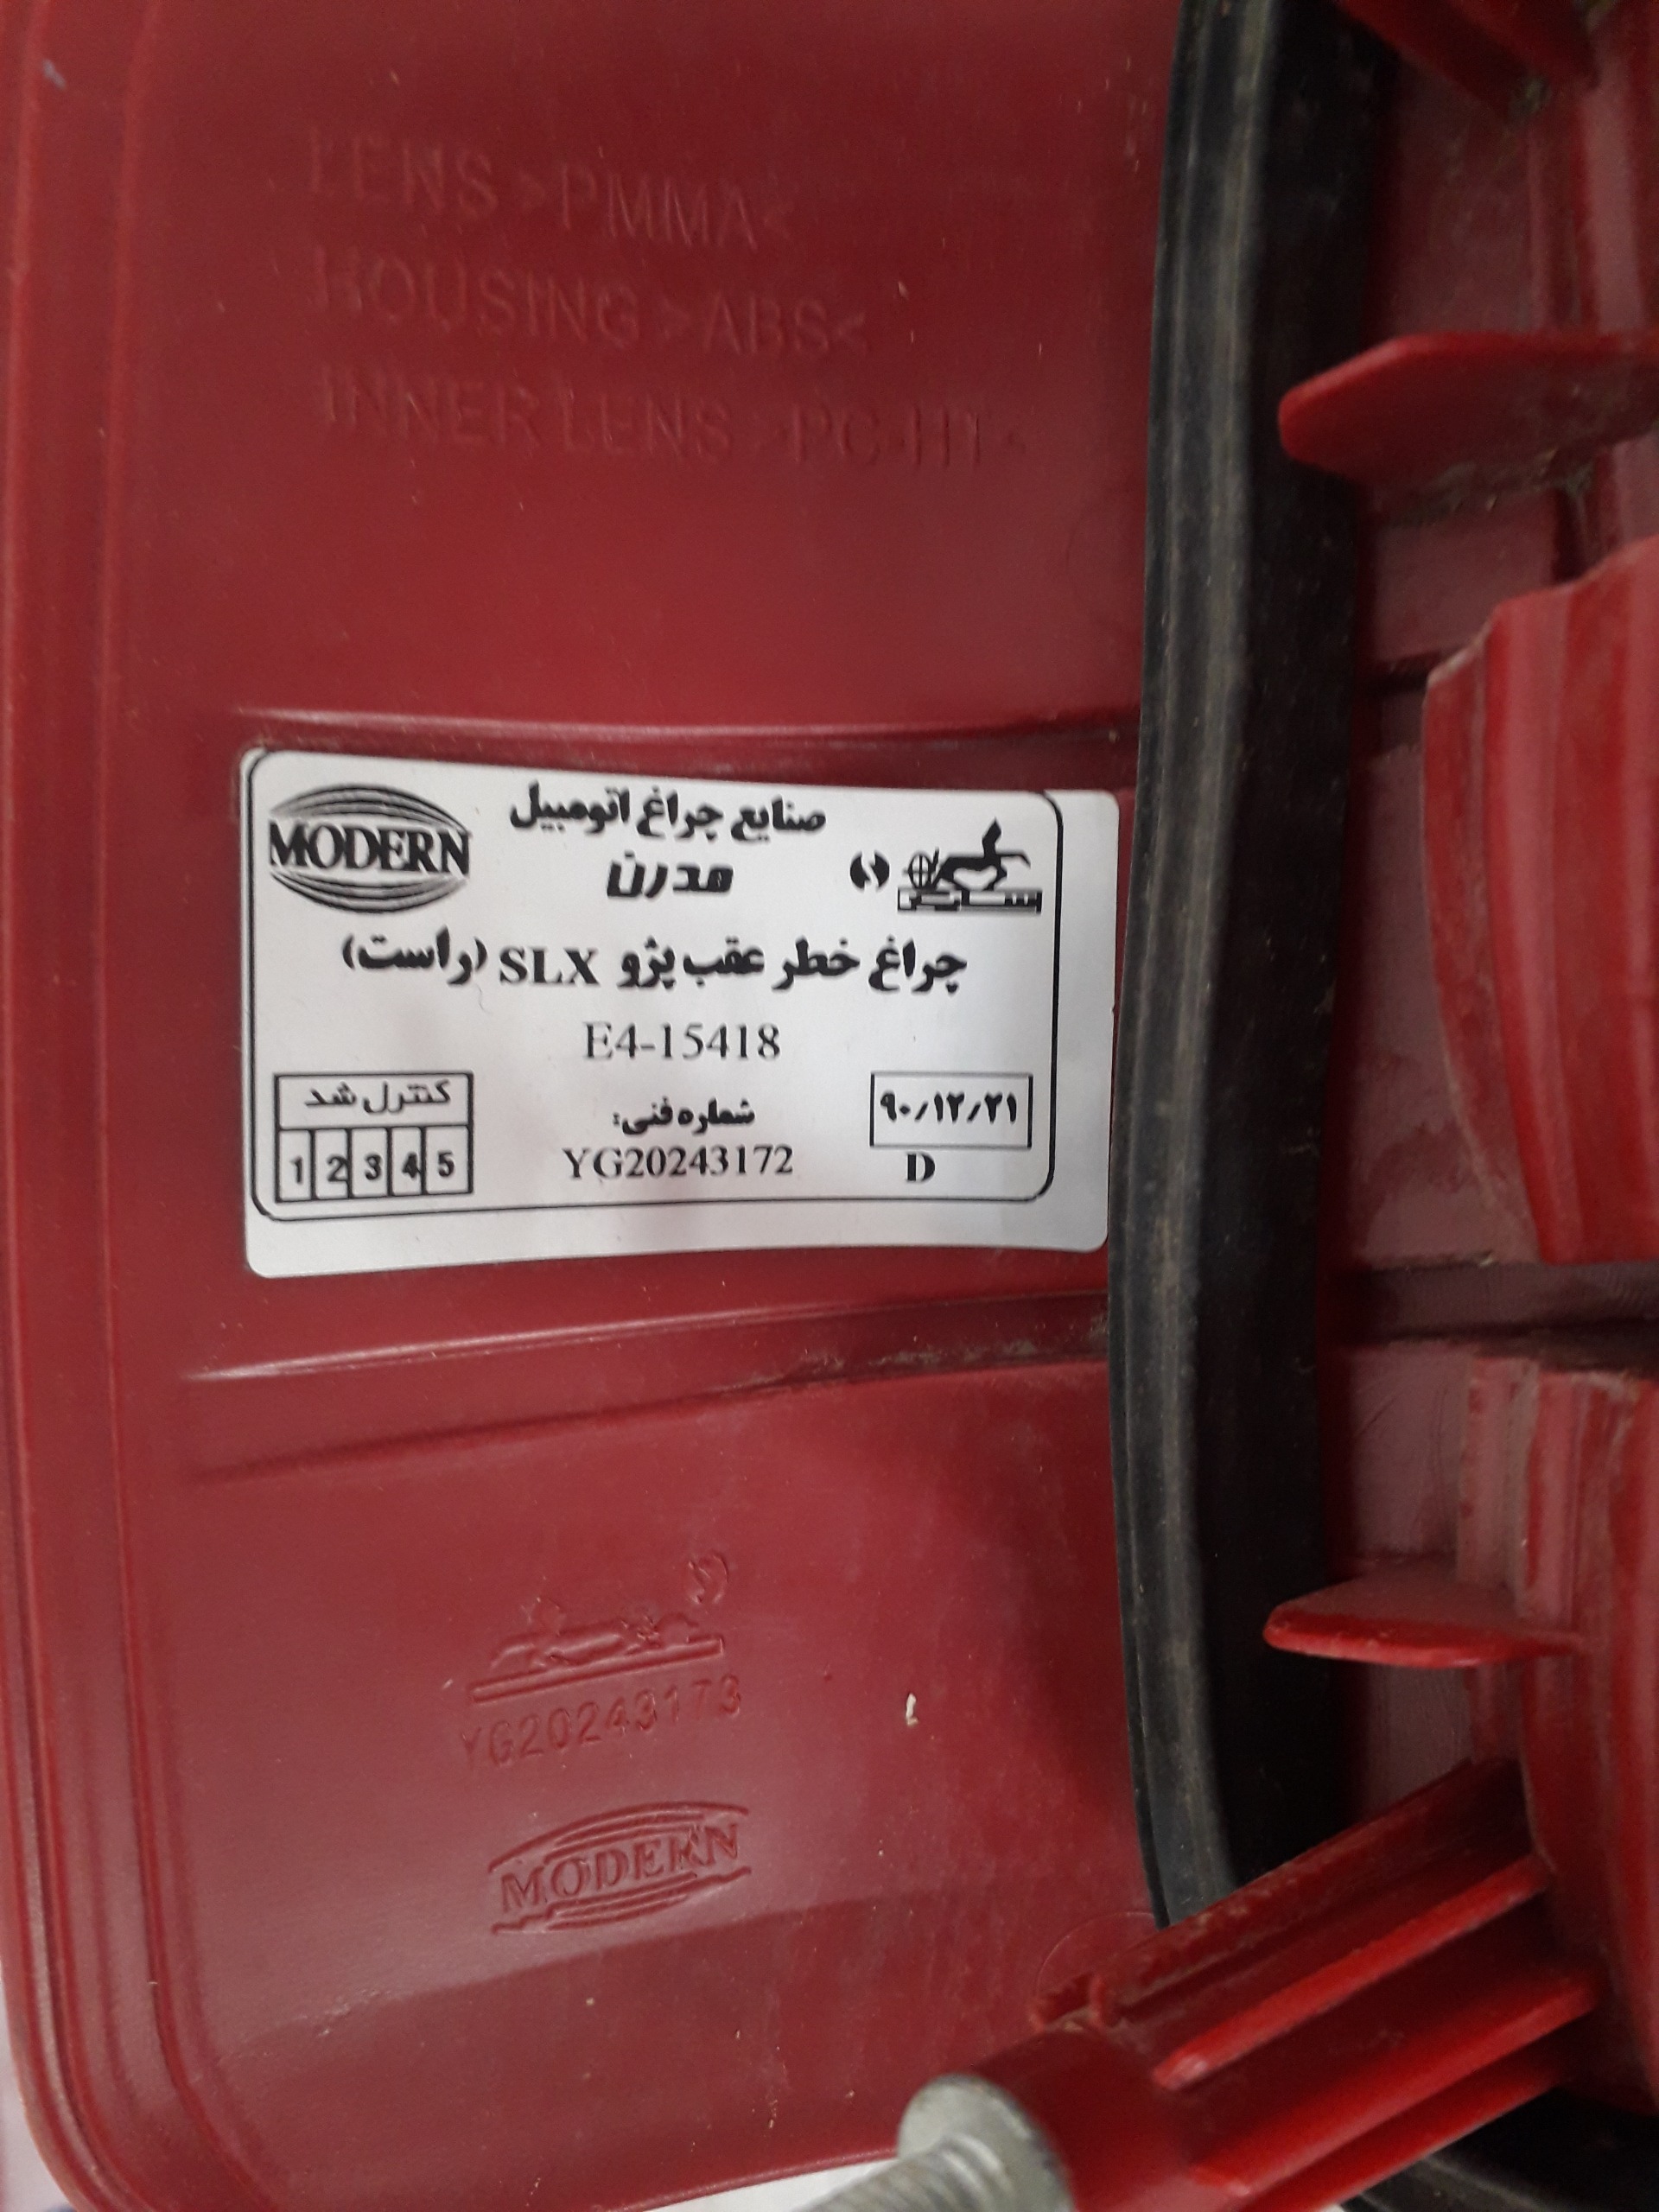 LENS >PMMA<
HOUSING >ABS<
INNER LENS >PC-HT<
MODERN
صنایع چراغ اتومبیل
مدرن
چراغ خطر عقب پژو SLX (راست)
E4-15418
کنترل شد
1 2 3 4 5
شماره فنی:
YG20243172
۹۰/۱۲/۲۱
D
YG20243173
MODERN